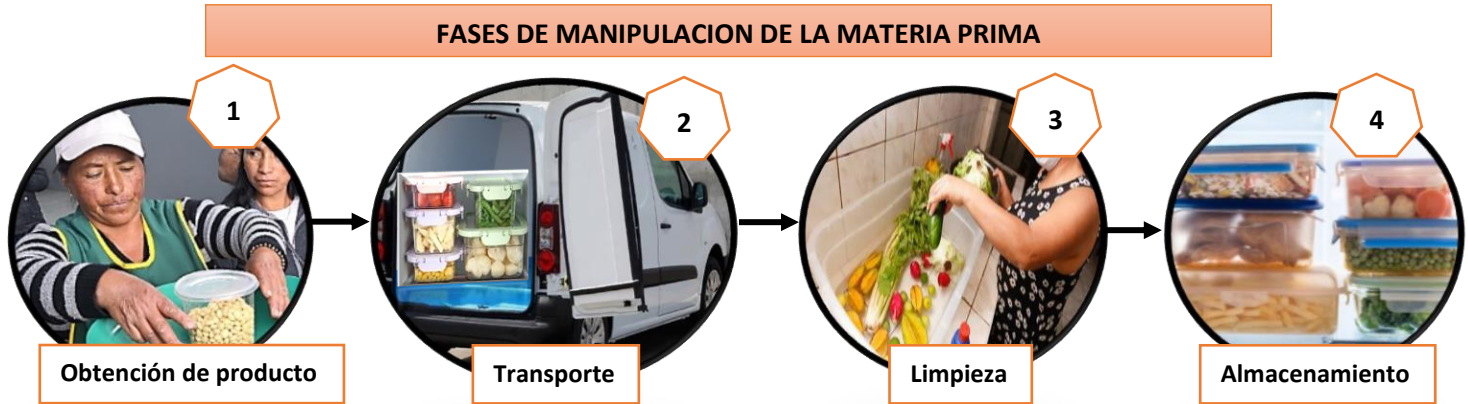 FASES DE MANIPULACION DE LA MATERIA PRIMA
1
2
3
4
Obtención de producto
Transporte
Limpieza
Almacenamiento